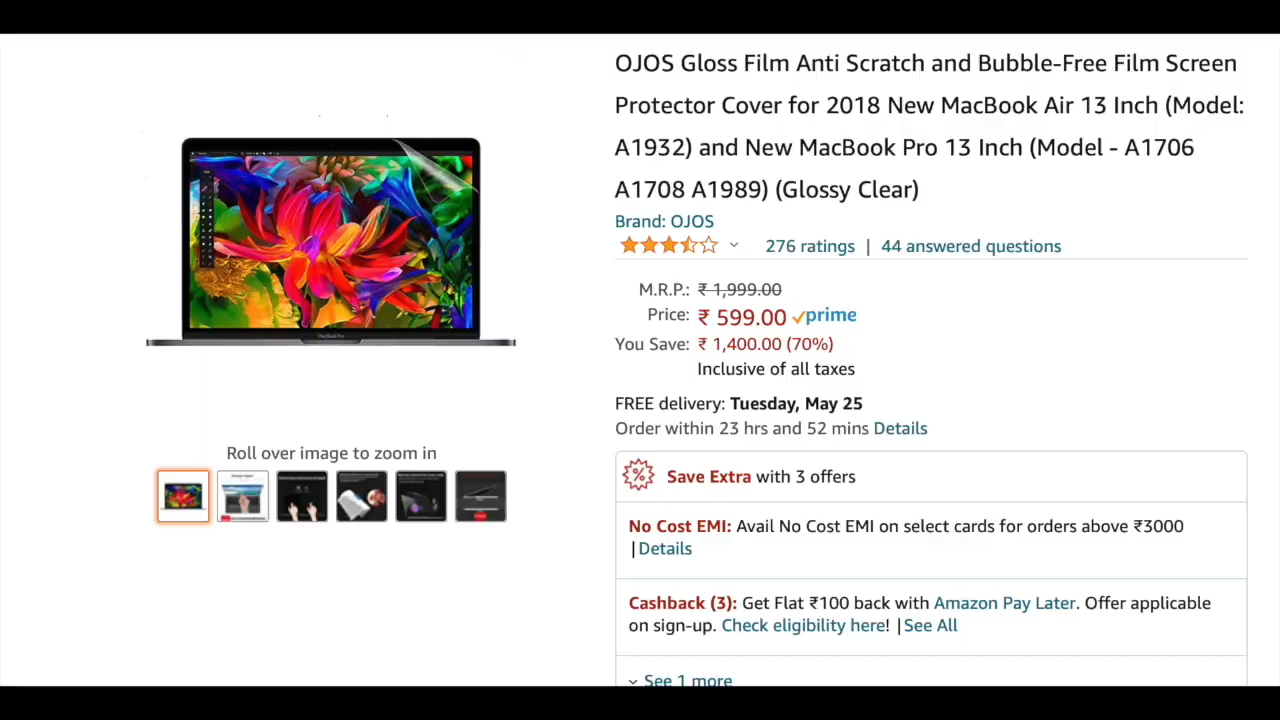 OJOS Gloss Film Anti Scratch and Bubble-Free Film Screen
Protector Cover for 2018 New MacBook Air 13 Inch (Model:
A1932) and New MacBook Pro 13 Inch (Model - A1706
A1708 A1989) (Glossy Clear)
Brand: OJOS
276 ratings | 44 answered questions
M.R.P.: ₹ 1,999.00
Price: ₹ 599.00 prime
You Save: ₹ 1,400.00 (70%)
Inclusive of all taxes
FREE delivery: Tuesday, May 25
Order within 23 hrs and 52 mins Details
Roll over image to zoom in
Save Extra with 3 offers
No Cost EMI: Avail No Cost EMI on select cards for orders above ₹3000
|Details
Cashback (3): Get Flat ₹100 back with Amazon Pay Later. Offer applicable
on sign-up. Check eligibility here! |See All
See 1 more